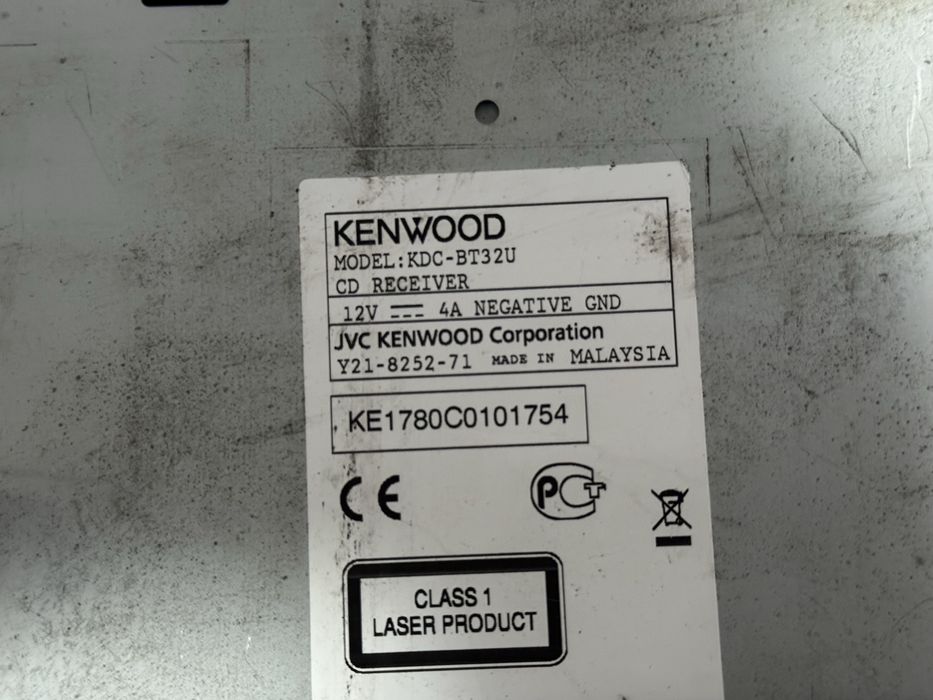 KENWOOD
MODEL:KDC-BT32U
CD RECEIVER
12V 4A NEGATIVE GND
JVC KENWOOD Corporation
Y21-8252-71 MADE IN MALAYSIA
KE1780C0101754
CE PCT
CLASS 1
LASER PRODUCT